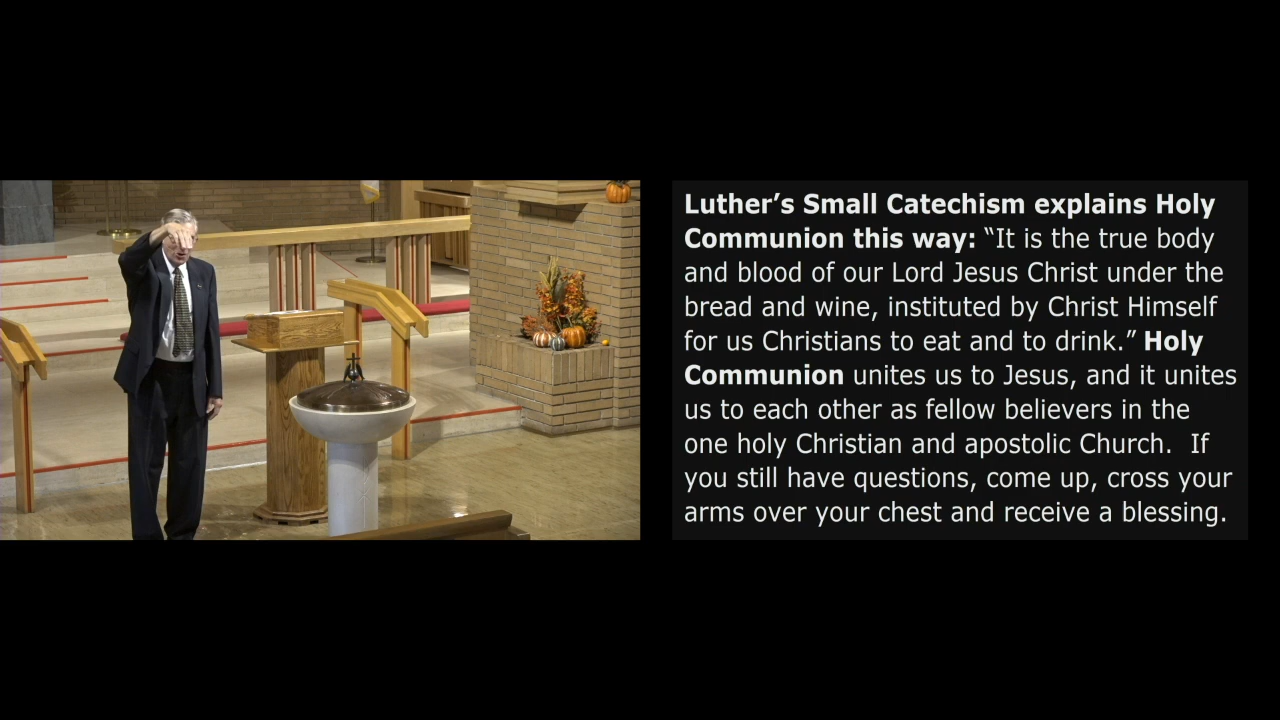 Luther’s Small Catechism explains Holy
Communion this way: “It is the true body
and blood of our Lord Jesus Christ under the
bread and wine, instituted by Christ Himself
for us Christians to eat and to drink.” Holy
Communion unites us to Jesus, and it unites
us to each other as fellow believers in the
one holy Christian and apostolic Church.  If
you still have questions, come up, cross your
arms over your chest and receive a blessing.